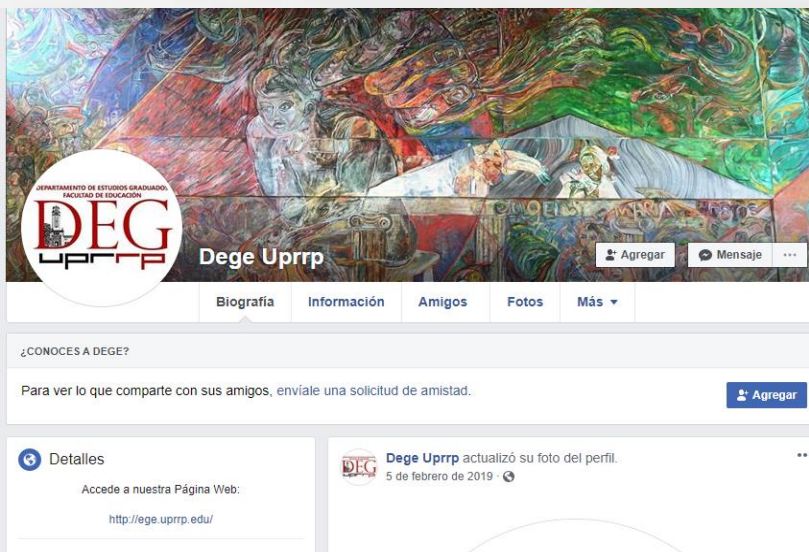 DEPARTAMENTO DE ESTUDIOS GRADUADOS
FACULTAD DE EDUCACIÓN
DEG
uprrp
Dege Uprrp
Agregar
Mensaje
Biografía Información Amigos Fotos Más
¿CONOCES A DEGE?
Para ver lo que comparte con sus amigos, envíale una solicitud de amistad.
Agregar
Detalles
Accede a nuestra Página Web:
http://ege.uprrp.edu/
DEG
Dege Uprrp actualizó su foto del perfil.
5 de febrero de 2019